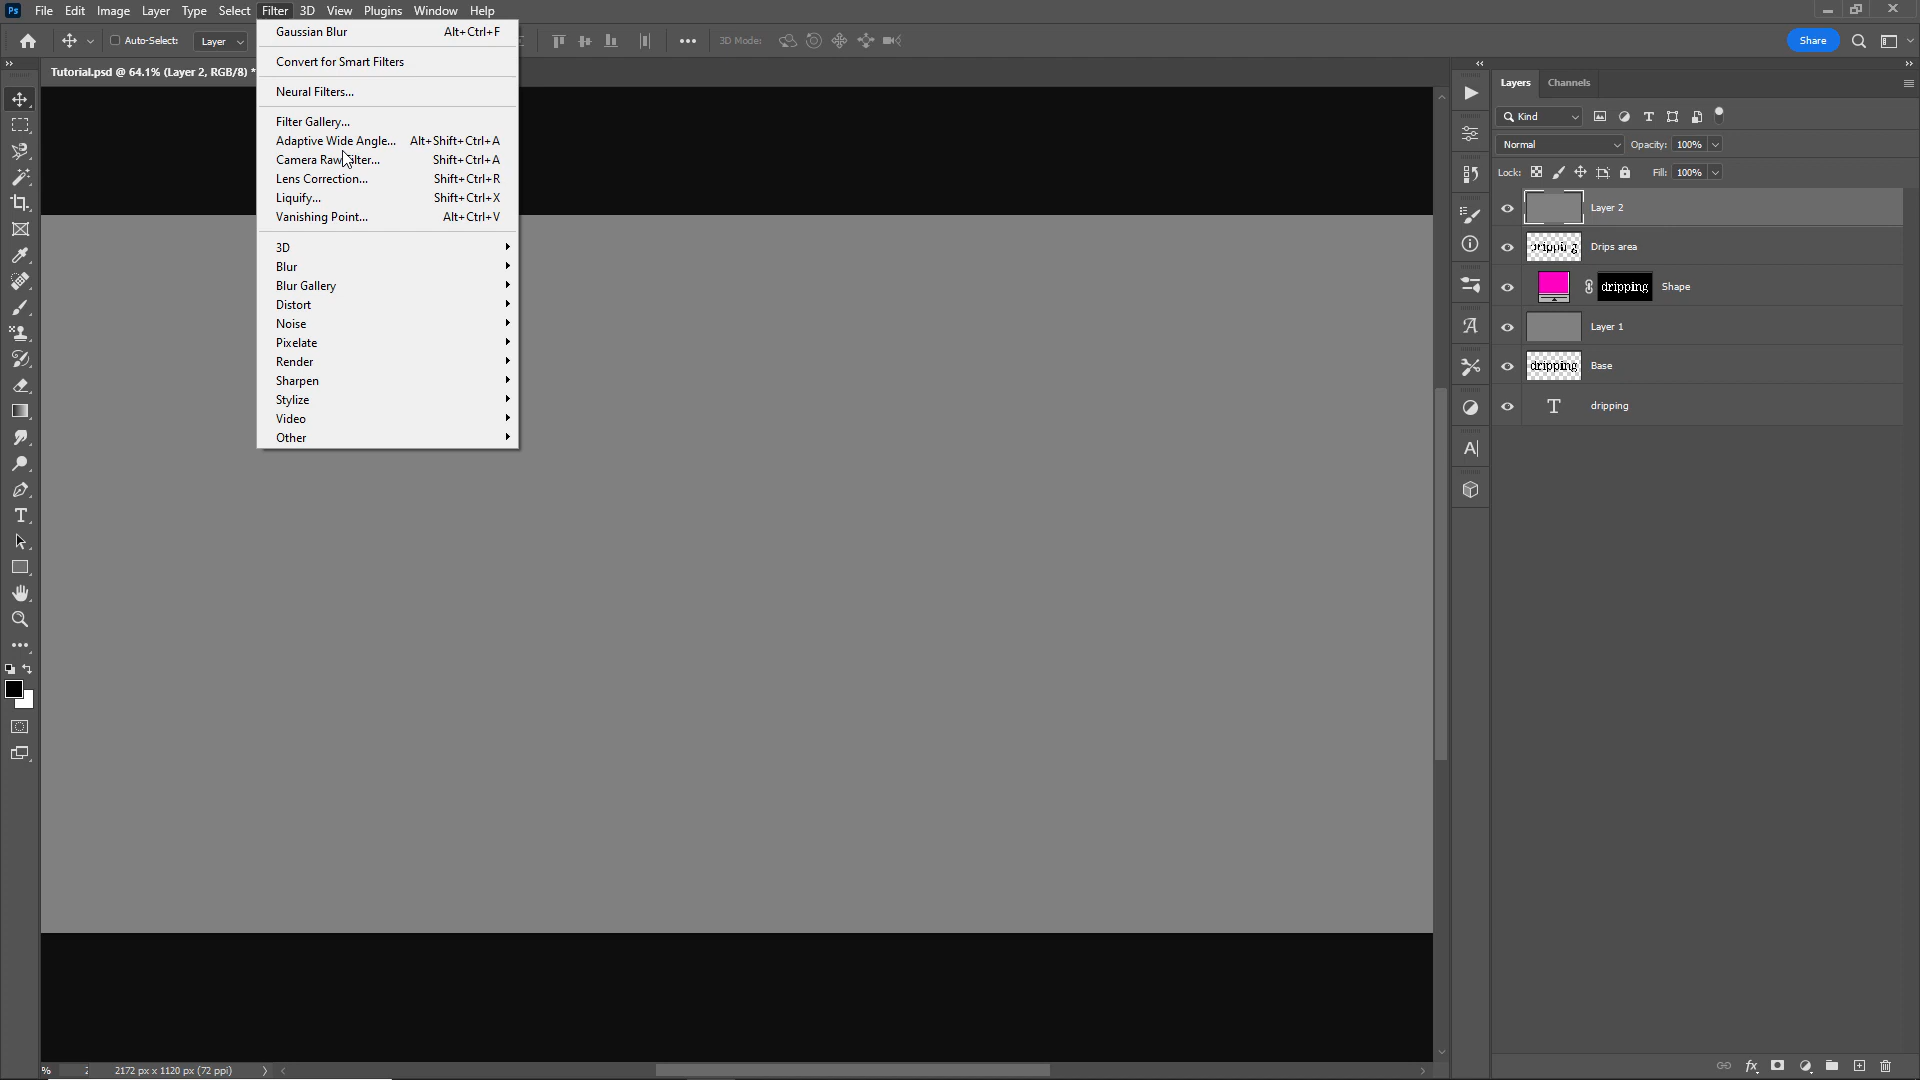 Ps File Edit Image Layer Type Select Filter 3D View Plugins Window Help
Auto-Select: Layer 3D Mode: Share
Tutorial.psd @ 64.1% (Layer 2, RGB/8) *
Gaussian Blur Alt+Ctrl+F
Convert for Smart Filters
Neural Filters...
Filter Gallery...
Adaptive Wide Angle... Alt+Shift+Ctrl+A
Camera Raw Filter... Shift+Ctrl+A
Lens Correction... Shift+Ctrl+R
Liquify... Shift+Ctrl+X
Vanishing Point... Alt+Ctrl+V
3D
Blur
Blur Gallery
Distort
Noise
Pixelate
Render
Sharpen
Stylize
Video
Other
Layers Channels
Kind
Normal Opacity: 100%
Lock: Fill: 100%
Layer 2
dripping Drips area
dripping Shape
Layer 1
dripping Base
T dripping
% 2 2172 px x 1120 px (72 ppi)